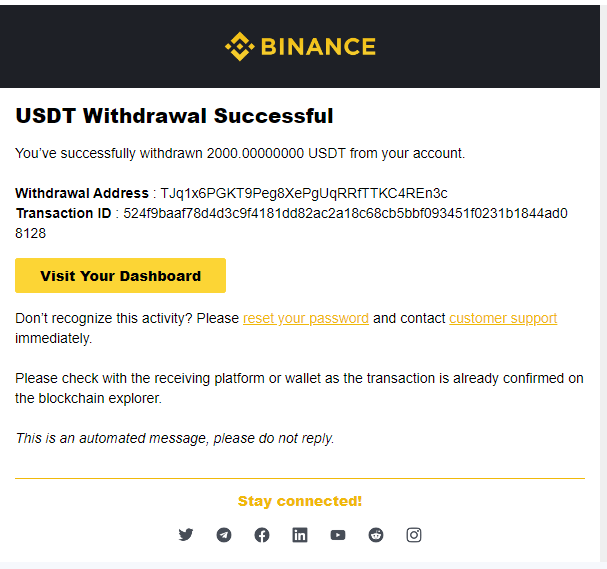 BINANCE
USDT Withdrawal Successful
You've successfully withdrawn 2000.00000000 USDT from your account.
Withdrawal Address : TJq1x6PGKT9Peg8XePgUqRRfTTKC4REn3c
Transaction ID : 524f9baaf78d4d3c9f4181dd82ac2a18c68cb5bbf093451f0231b1844ad0
8128
Visit Your Dashboard
Don't recognize this activity? Please reset your password and contact customer support
immediately.
Please check with the receiving platform or wallet as the transaction is already confirmed on
the blockchain explorer.
This is an automated message, please do not reply.
Stay connected!